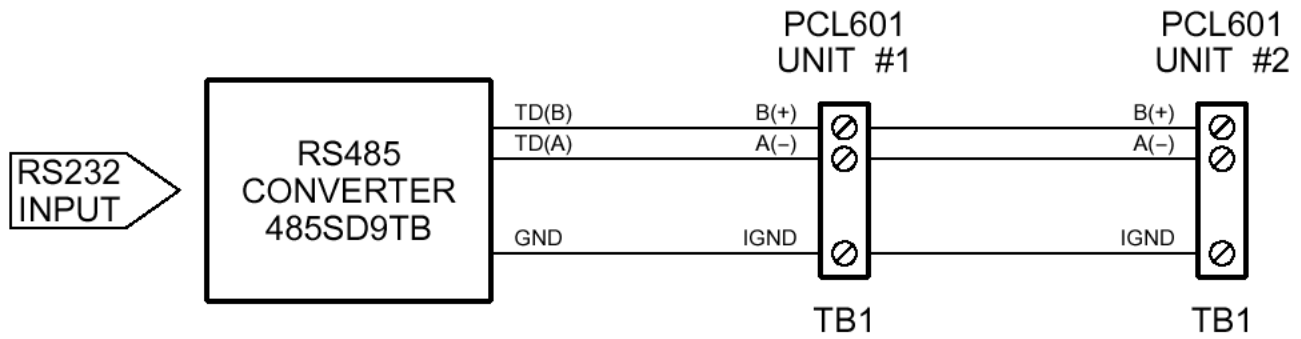 PCL601
UNIT #1
PCL601
UNIT #2
TD(B)
B(+)
B(+)
TD(A)
A(−)
A(−)
RS232
INPUT
RS485
CONVERTER
485SD9TB
GND
IGND
IGND
TB1
TB1